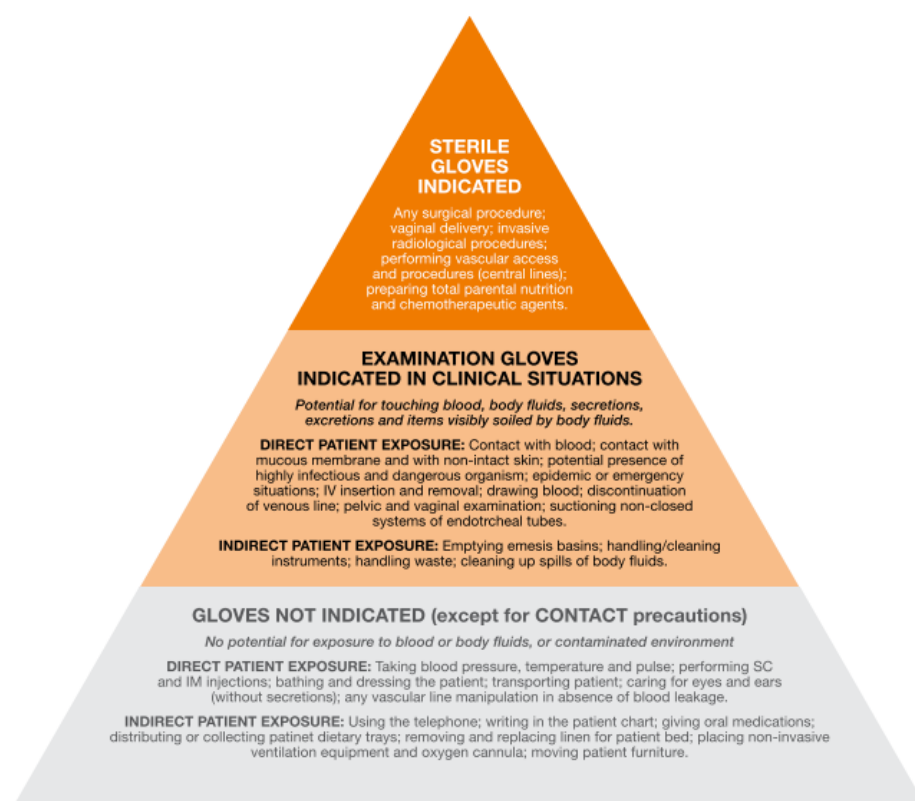 STERILE
GLOVES
INDICATED
Any surgical procedure;
vaginal delivery; invasive
radiological procedures;
performing vascular access
and procedures (central lines);
preparing total parental nutrition
and chemotherapeutic agents.
EXAMINATION GLOVES
INDICATED IN CLINICAL SITUATIONS
Potential for touching blood, body fluids, secretions,
excretions and items visibly soiled by body fluids.
DIRECT PATIENT EXPOSURE: Contact with blood; contact with
mucous membrane and with non-intact skin; potential presence of
highly infectious and dangerous organism; epidemic or emergency
situations; IV insertion and removal; drawing blood; discontinuation
of venous line; pelvic and vaginal examination; suctioning non-closed
systems of endotrcheal tubes.
INDIRECT PATIENT EXPOSURE: Emptying emesis basins; handling/cleaning
instruments; handling waste; cleaning up spills of body fluids.
GLOVES NOT INDICATED (except for CONTACT precautions)
No potential for exposure to blood or body fluids, or contaminated environment
DIRECT PATIENT EXPOSURE: Taking blood pressure, temperature and pulse; performing SC
and IM injections; bathing and dressing the patient; transporting patient; caring for eyes and ears
(without secretions); any vascular line manipulation in absence of blood leakage.
INDIRECT PATIENT EXPOSURE: Using the telephone; writing in the patient chart; giving oral medications;
distributing or collecting patinet dietary trays; removing and replacing linen for patient bed; placing non-invasive
ventilation equipment and oxygen cannula; moving patient furniture.